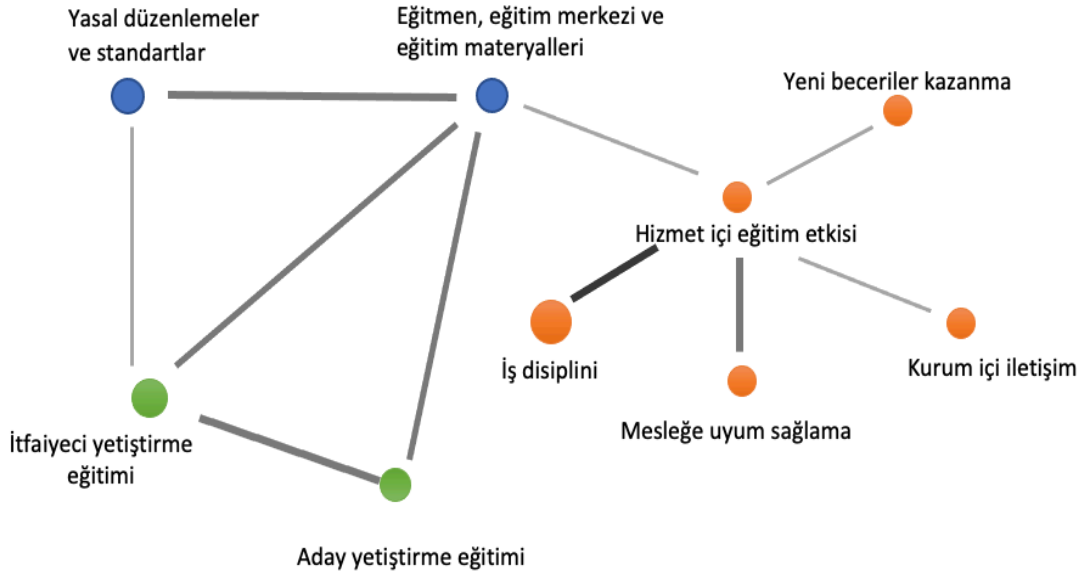 Yasal düzenlemeler
ve standartlar
Eğitmen, eğitim merkezi ve
eğitim materyalleri
Yeni beceriler kazanma
Hizmet içi eğitim etkisi
İş disiplini
Kurum içi iletişim
Mesleğe uyum sağlama
İtfaiyeci yetiştirme
eğitimi
Aday yetiştirme eğitimi